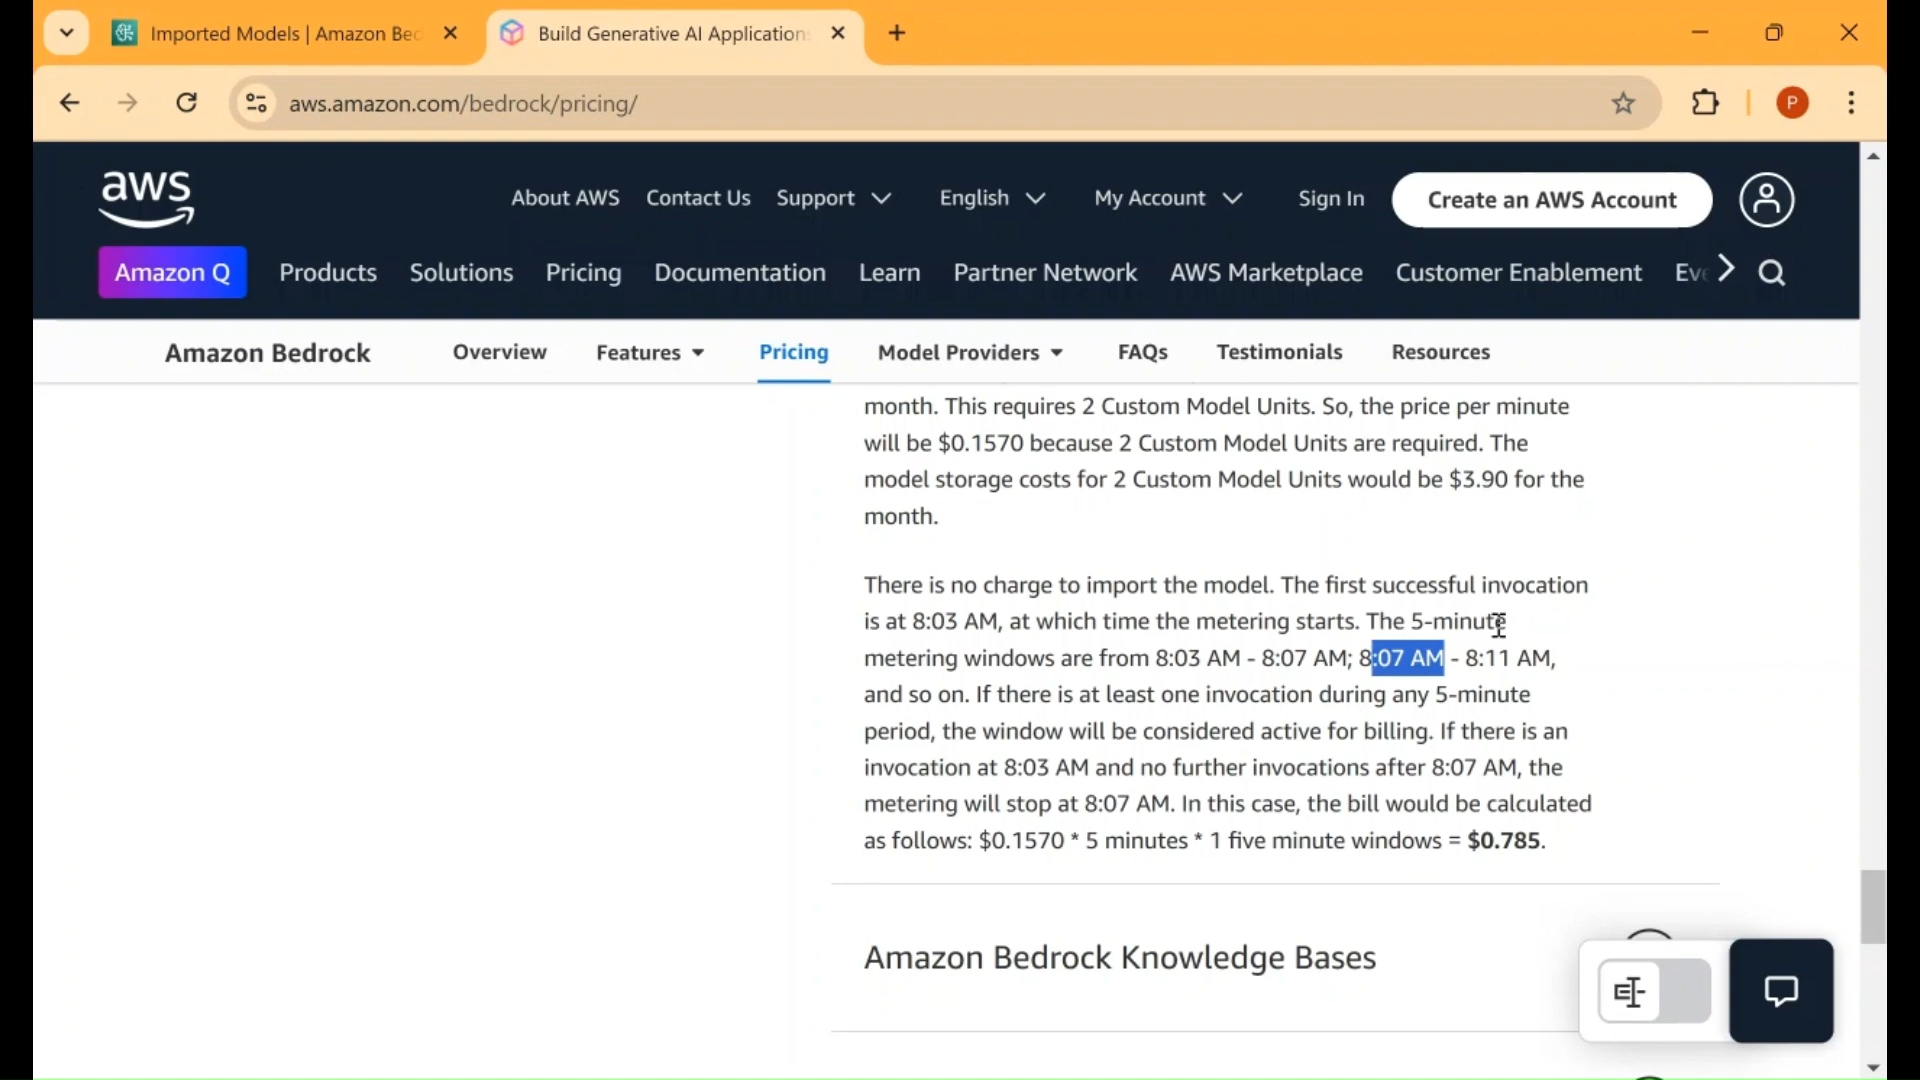 Imported Models | Amazon Bed
Build Generative AI Application
aws.amazon.com/bedrock/pricing/
P
aws
About AWS
Contact Us
Support
English
My Account
Sign In
Create an AWS Account
Amazon Q
Products
Solutions
Pricing
Documentation
Learn
Partner Network
AWS Marketplace
Customer Enablement
Eve
Amazon Bedrock
Overview
Features
Pricing
Model Providers
FAQs
Testimonials
Resources
month. This requires 2 Custom Model Units. So, the price per minute
will be $0.1570 because 2 Custom Model Units are required. The
model storage costs for 2 Custom Model Units would be $3.90 for the
month.
There is no charge to import the model. The first successful invocation
is at 8:03 AM, at which time the metering starts. The 5-minute
metering windows are from 8:03 AM - 8:07 AM; 8:07 AM - 8:11 AM,
and so on. If there is at least one invocation during any 5-minute
period, the window will be considered active for billing. If there is an
invocation at 8:03 AM and no further invocations after 8:07 AM, the
metering will stop at 8:07 AM. In this case, the bill would be calculated
as follows: $0.1570 * 5 minutes * 1 five minute windows = $0.785.
Amazon Bedrock Knowledge Bases